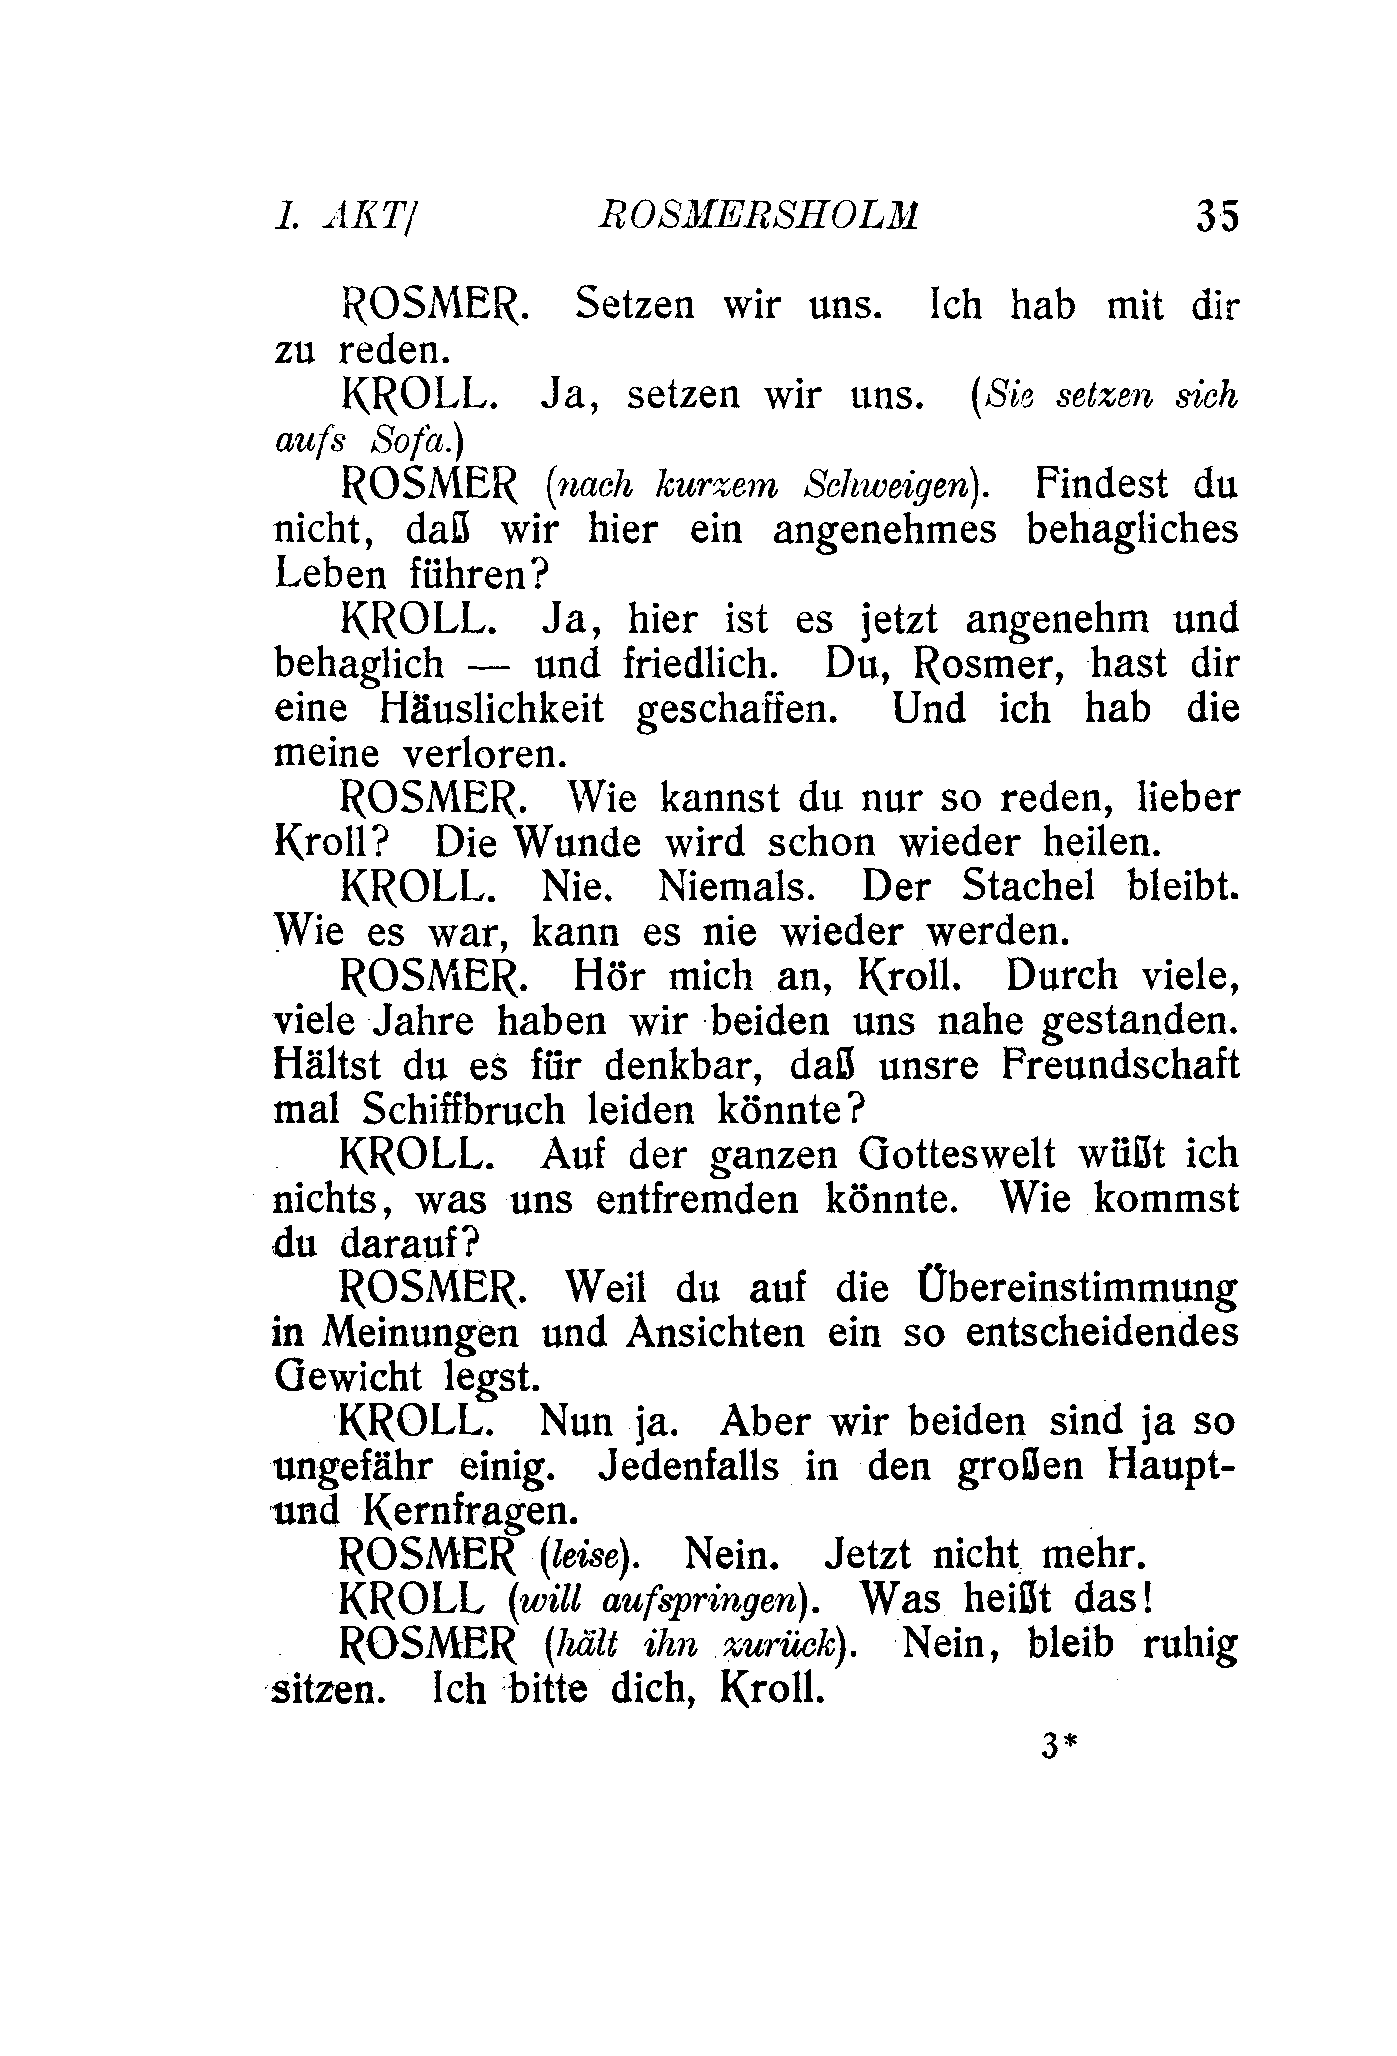 I. AKT/ ROSMERSHOLM 35
ROSMER. Setzen wir uns. Ich hab mit dir
zu reden.
KROLL. Ja, setzen wir uns. (Sie setzen sich
aufs Sofa.)
ROSMER (nach kurzem Schweigen). Findest du
nicht, daß wir hier ein angenehmes behagliches
Leben führen?
KROLL. Ja, hier ist es jetzt angenehm und
behaglich — und friedlich. Du, Rosmer, hast dir
eine Häuslichkeit geschaffen. Und ich hab die
meine verloren.
ROSMER. Wie kannst du nur so reden, lieber
Kroll? Die Wunde wird schon wieder heilen.
KROLL. Nie. Niemals. Der Stachel bleibt.
Wie es war, kann es nie wieder werden.
ROSMER. Hör mich an, Kroll. Durch viele,
viele Jahre haben wir beiden uns nahe gestanden.
Hältst du es für denkbar, daß unsre Freundschaft
mal Schiffbruch leiden könnte?
KROLL. Auf der ganzen Gotteswelt wüßt ich
nichts, was uns entfremden könnte. Wie kommst
du darauf?
ROSMER. Weil du auf die Übereinstimmung
in Meinungen und Ansichten ein so entscheidendes
Gewicht legst.
KROLL. Nun ja. Aber wir beiden sind ja so
ungefähr einig. Jedenfalls in den großen Haupt-
und Kernfragen.
ROSMER (leise). Nein. Jetzt nicht mehr.
KROLL (will aufspringen). Was heißt das!
ROSMER (hält ihn zurück). Nein, bleib ruhig
sitzen. Ich bitte dich, Kroll.
3*